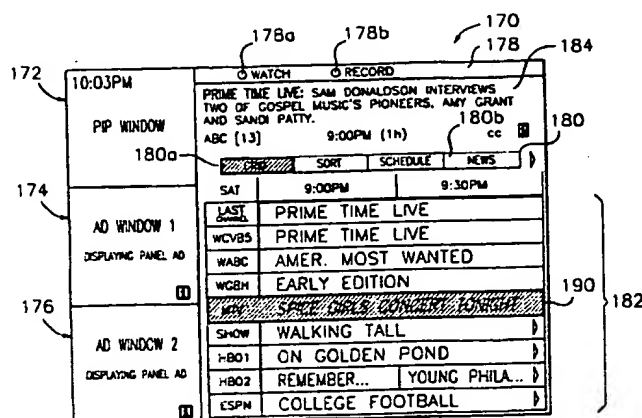 178a
178b
170
178
184
172
10:03PM
WATCH
RECORD
PRIME TIME LIVE: SAM DONALDSON INTERVIEWS
TWO OF GOSPEL MUSIC'S PIONEERS, AMY GRANT
AND SANDI PATTY.
PIP WINDOW
ABC [13] 9:00PM (1h) cc
180b
180
180a
SORT SCHEDULE NEWS
174
SAT 9:00PM 9:30PM
AD WINDOW 1
DISPLAYING PANEL AD
LAST
CHANNEL
PRIME TIME LIVE
WCVB5 PRIME TIME LIVE
WABC AMER. MOST WANTED
WGBH EARLY EDITION
MTV SPICE GIRLS CONCERT TONIGHT
190
182
176
AD WINDOW 2
DISPLAYING PANEL AD
SHOW WALKING TALL
HBO1 ON GOLDEN POND
HBO2 REMEMBER... YOUNG PHILA...
ESPN COLLEGE FOOTBALL